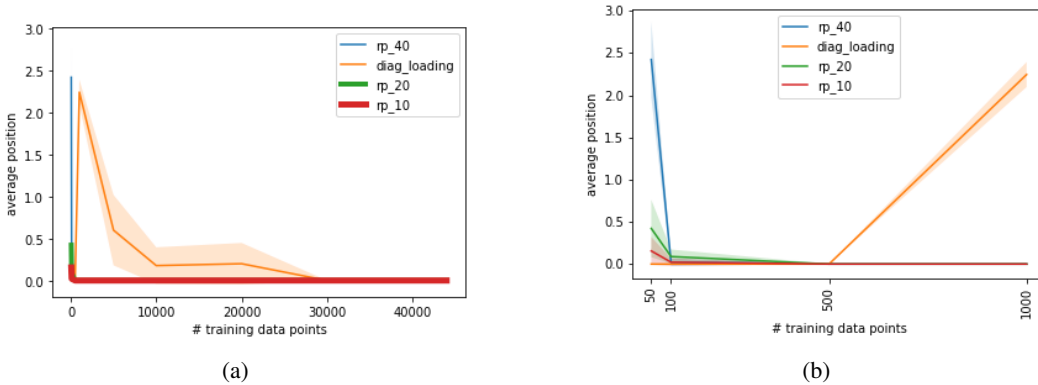 3.0
2.5
2.0
1.5
1.0
0.5
0.0
average position
0
10000
20000
30000
40000
# training data points
rp_40
diag_loading
rp_20
rp_10
(a)
3.0
2.5
2.0
1.5
1.0
0.5
0.0
average position
50
100
500
1000
# training data points
rp_40
diag_loading
rp_20
rp_10
(b)